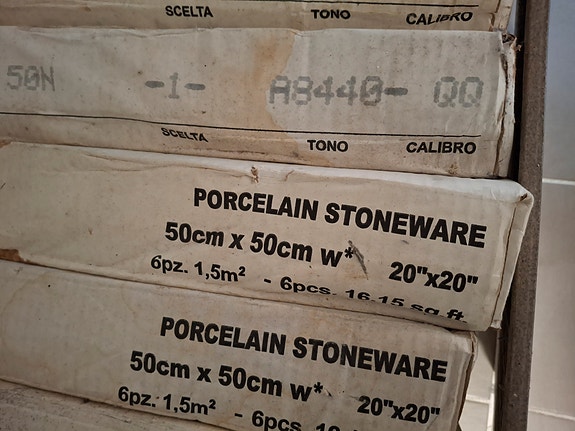 SCELTA TONO CALIBRO
50N -1- A8440- QQ
SCELTA TONO CALIBRO
PORCELAIN STONEWARE
50cm x 50cm w* 20"x20"
6pz. 1,5m² - 6pcs. 16,15 sq.ft
PORCELAIN STONEWARE
50cm x 50cm w* 20"x20"
6pz. 1,5m² - 6pcs.